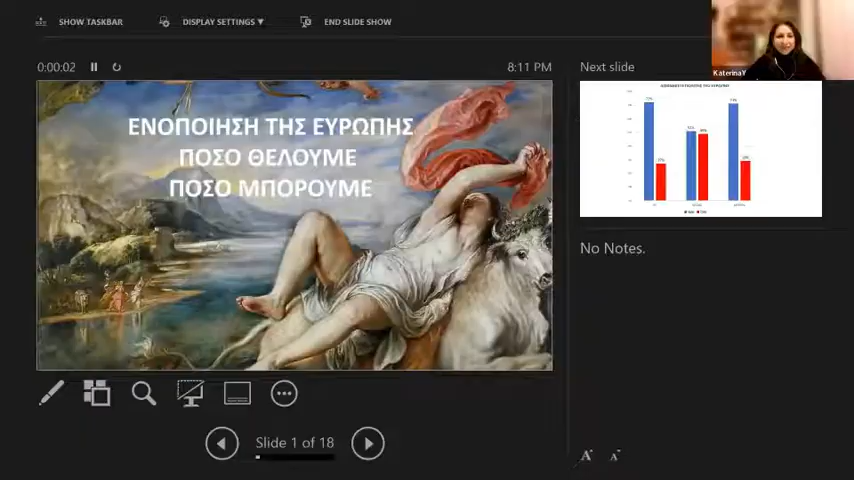 SHOW TASKBAR
DISPLAY SETTINGS ▼
END SLIDE SHOW
KaterinaY
0:00:02
8:11 PM
Next slide
ΕΝΟΠΟΙΗΣΗ ΤΗΣ ΕΥΡΩΠΗΣ
ΠΟΣΟ ΘΕΛΟΥΜΕ
ΠΟΣΟ ΜΠΟΡΟΥΜΕ
No Notes.
Slide 1 of 18
A A